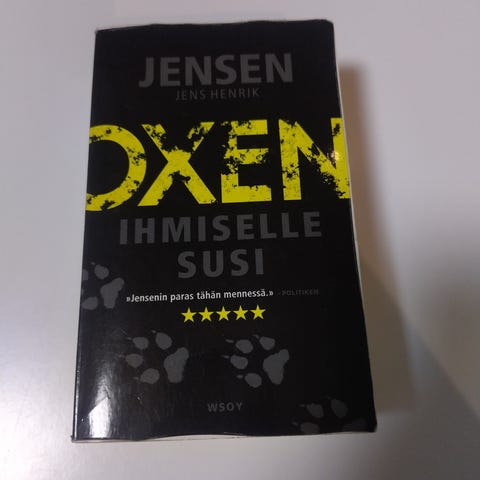 JENSEN
JENS HENRIK
OXEN
IHMISELLE
SUSI
»Jensenin paras tähän mennessä.» - POLITIKEN
WSOY